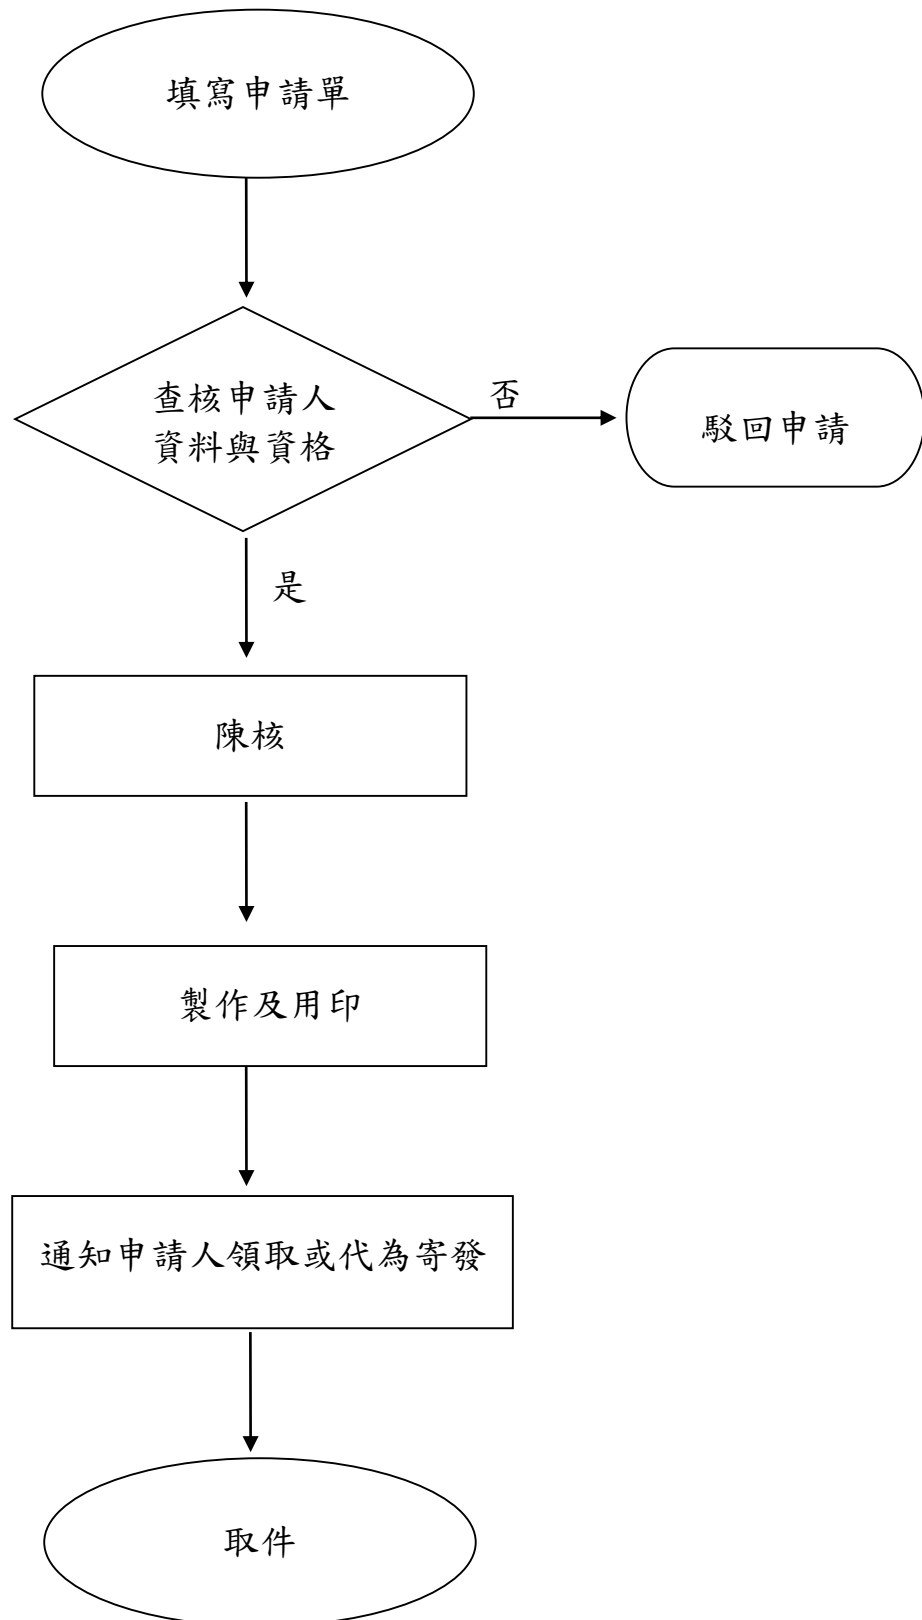 填寫申請單
查核申請人
資料與資格
否
駁回申請
是
陳核
製作及用印
通知申請人領取或代為寄發
取件